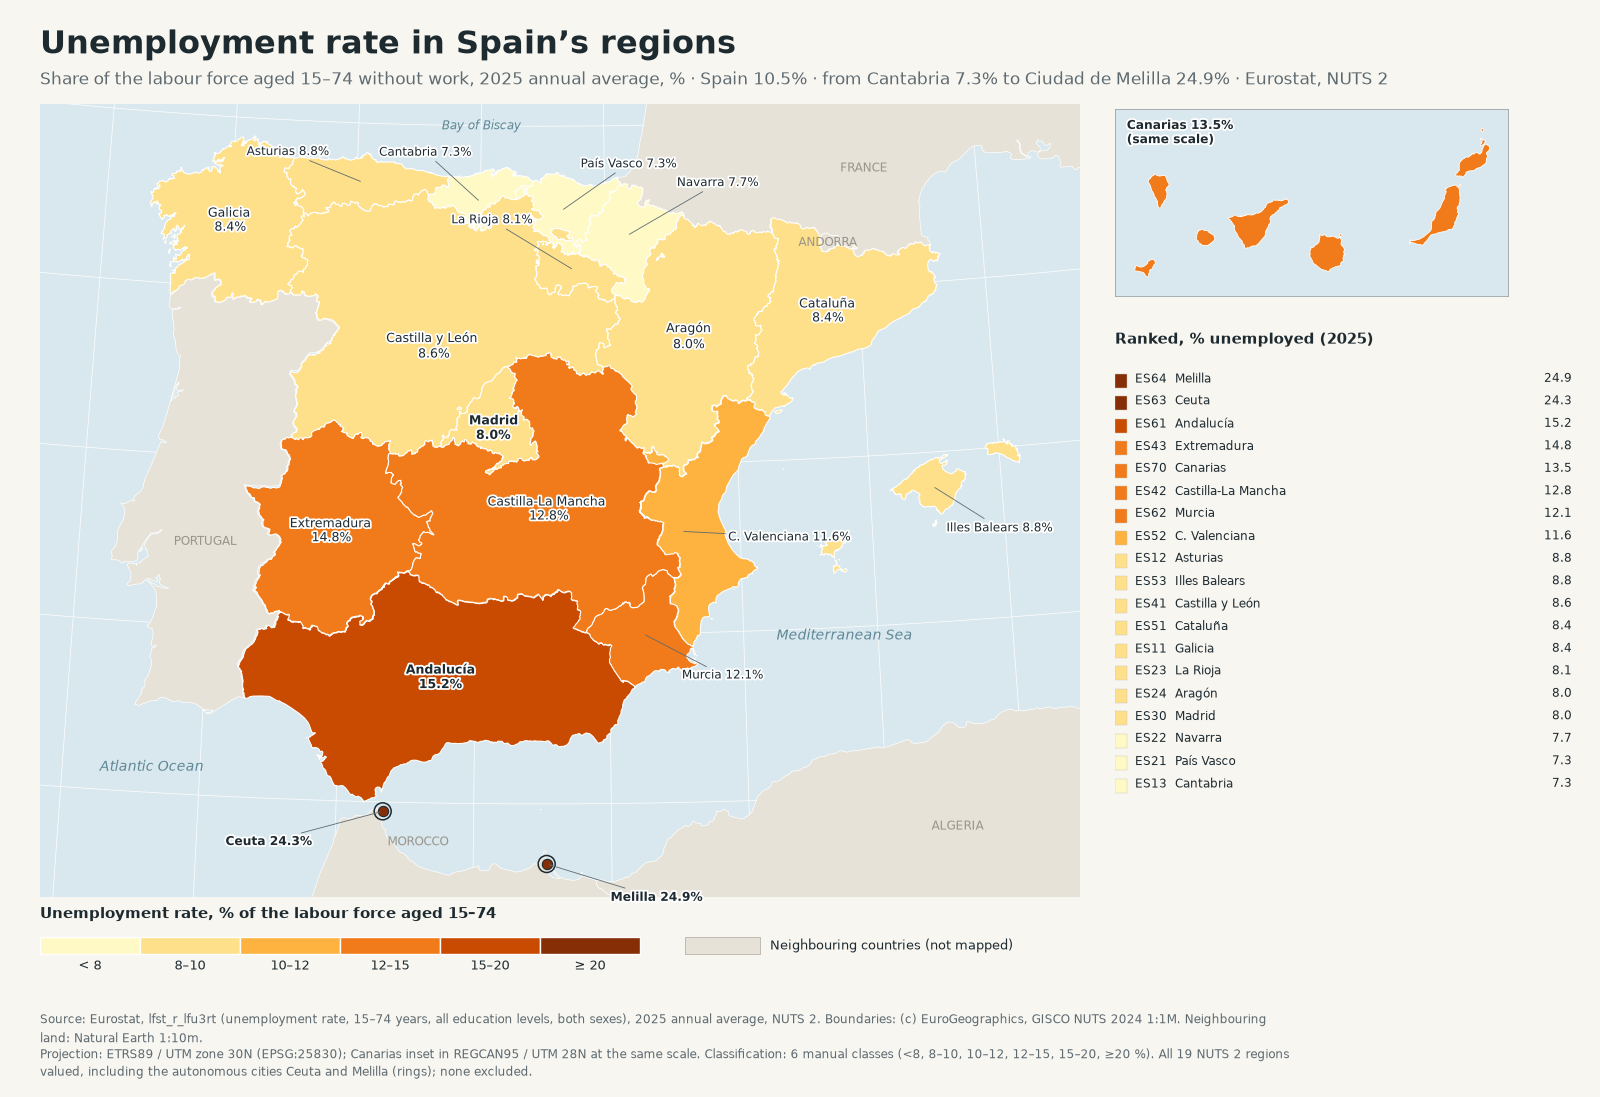 Unemployment rate in Spain’s regions
Share of the labour force aged 15–74 without work, 2025 annual average, % · Spain 10.5% · from Cantabria 7.3% to Ciudad de Melilla 24.9% · Eurostat, NUTS 2
Bay of Biscay
Asturias 8.8%
Cantabria 7.3%
País Vasco 7.3%
FRANCE
Navarra 7.7%
Galicia
8.4%
La Rioja 8.1%
ANDORRA
Cataluña
8.4%
Castilla y León
8.6%
Aragón
8.0%
Madrid
8.0%
Castilla-La Mancha
12.8%
Extremadura
14.8%
PORTUGAL
C. Valenciana 11.6%
Illes Balears 8.8%
Mediterranean Sea
Andalucía
15.2%
Murcia 12.1%
Atlantic Ocean
Ceuta 24.3%
MOROCCO
ALGERIA
Melilla 24.9%
Canarias 13.5%
(same scale)
Ranked, % unemployed (2025)
ES64 Melilla 24.9
ES63 Ceuta 24.3
ES61 Andalucía 15.2
ES43 Extremadura 14.8
ES70 Canarias 13.5
ES42 Castilla-La Mancha 12.8
ES62 Murcia 12.1
ES52 C. Valenciana 11.6
ES12 Asturias 8.8
ES53 Illes Balears 8.8
ES41 Castilla y León 8.6
ES51 Cataluña 8.4
ES11 Galicia 8.4
ES23 La Rioja 8.1
ES24 Aragón 8.0
ES30 Madrid 8.0
ES22 Navarra 7.7
ES21 País Vasco 7.3
ES13 Cantabria 7.3
Unemployment rate, % of the labour force aged 15–74
< 8 8–10 10–12 12–15 15–20 ≥ 20
Neighbouring countries (not mapped)
Source: Eurostat, lfst_r_lfu3rt (unemployment rate, 15–74 years, all education levels, both sexes), 2025 annual average, NUTS 2. Boundaries: (c) EuroGeographics, GISCO NUTS 2024 1:1M. Neighbouring
land: Natural Earth 1:10m.
Projection: ETRS89 / UTM zone 30N (EPSG:25830); Canarias inset in REGCAN95 / UTM 28N at the same scale. Classification: 6 manual classes (<8, 8–10, 10–12, 12–15, 15–20, ≥20 %). All 19 NUTS 2 regions
valued, including the autonomous cities Ceuta and Melilla (rings); none excluded.